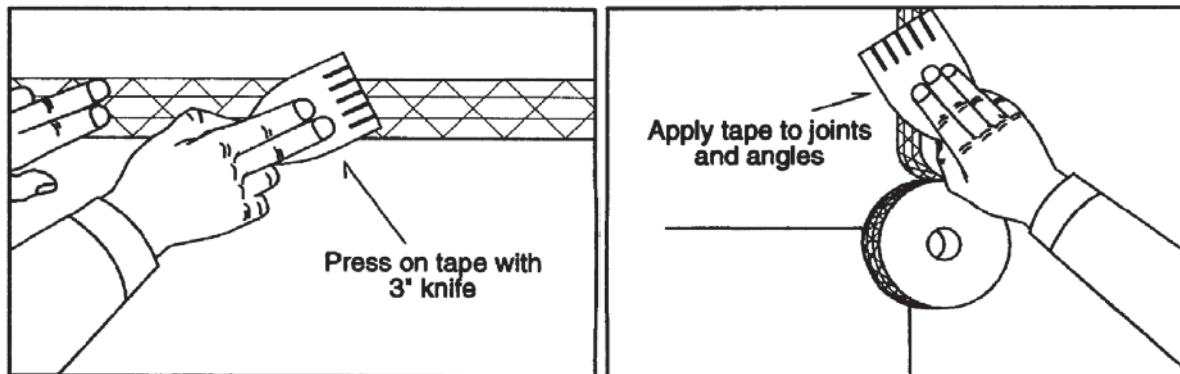 Press on tape with
3" knife
Apply tape to joints
and angles